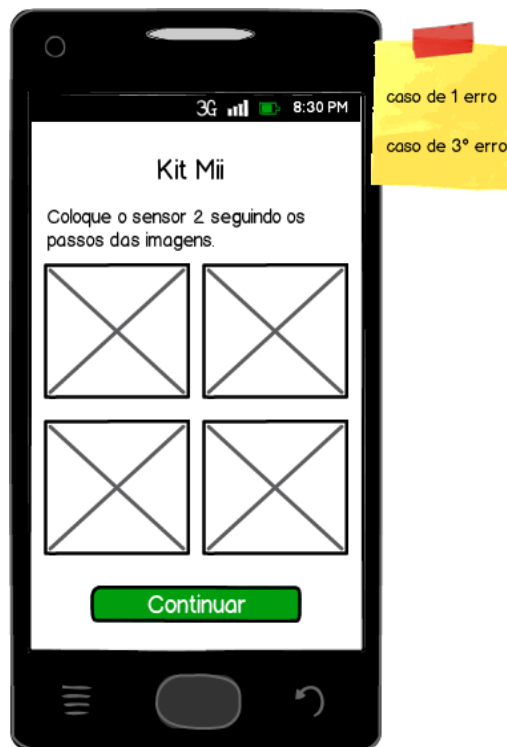 3G 8:30 PM
Kit Mii
Coloque o sensor 2 seguindo os
passos das imagens.
Continuar
caso de 1 erro
caso de 3° erro